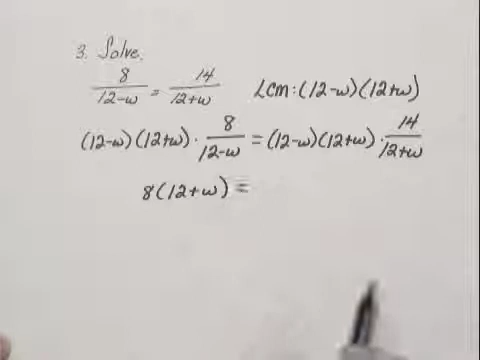 3. Solve.
8/(12-w) = 14/(12+w) LCM: (12-w)(12+w)
(12-w)(12+w) · 8/(12-w) = (12-w)(12+w) · 14/(12+w)
8(12+w) =